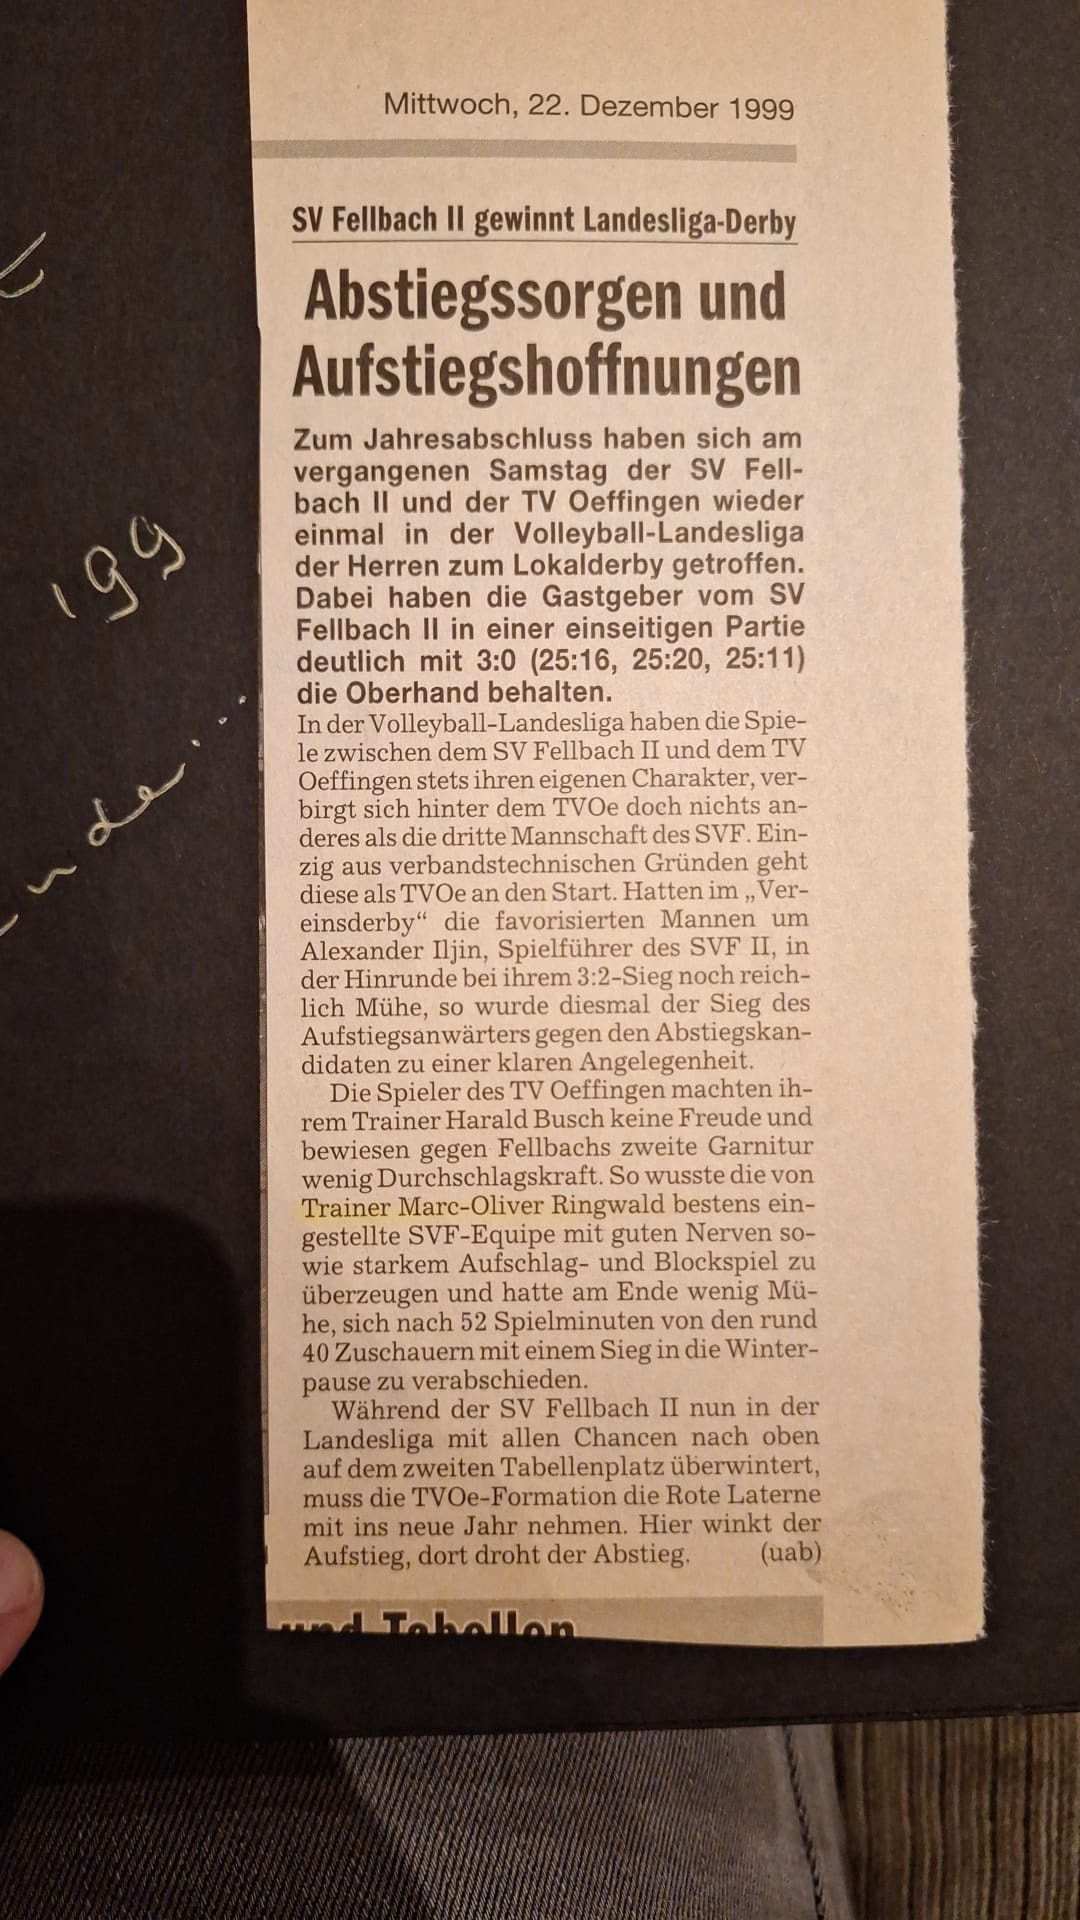 Mittwoch, 22. Dezember 1999
SV Fellbach II gewinnt Landesliga-Derby
Abstiegssorgen und
Aufstiegshoffnungen
Zum Jahresabschluss haben sich am
vergangenen Samstag der SV Fell-
bach II und der TV Oeffingen wieder
einmal in der Volleyball-Landesliga
der Herren zum Lokalderby getroffen.
Dabei haben die Gastgeber vom SV
Fellbach II in einer einseitigen Partie
deutlich mit 3:0 (25:16, 25:20, 25:11)
die Oberhand behalten.
In der Volleyball-Landesliga haben die Spie-
le zwischen dem SV Fellbach II und dem TV
Oeffingen stets ihren eigenen Charakter, ver-
birgt sich hinter dem TVOe doch nichts an-
deres als die dritte Mannschaft des SVF. Ein-
zig aus verbandstechnischen Gründen geht
diese als TVOe an den Start. Hatten im „Ver-
einsderby“ die favorisierten Mannen um
Alexander Iljin, Spielführer des SVF II, in
der Hinrunde bei ihrem 3:2-Sieg noch reich-
lich Mühe, so wurde diesmal der Sieg des
Aufstiegsanwärters gegen den Abstiegskan-
didaten zu einer klaren Angelegenheit.
Die Spieler des TV Oeffingen machten ih-
rem Trainer Harald Busch keine Freude und
bewiesen gegen Fellbachs zweite Garnitur
wenig Durchschlagskraft. So wusste die von
Trainer Marc-Oliver Ringwald bestens ein-
gestellte SVF-Equipe mit guten Nerven so-
wie starkem Aufschlag- und Blockspiel zu
überzeugen und hatte am Ende wenig Mü-
he, sich nach 52 Spielminuten von den rund
40 Zuschauern mit einem Sieg in die Winter-
pause zu verabschieden.
Während der SV Fellbach II nun in der
Landesliga mit allen Chancen nach oben
auf dem zweiten Tabellenplatz überwintert,
muss die TVOe-Formation die Rote Laterne
mit ins neue Jahr nehmen. Hier winkt der
Aufstieg, dort droht der Abstieg. (uab)
und Tabellen
199